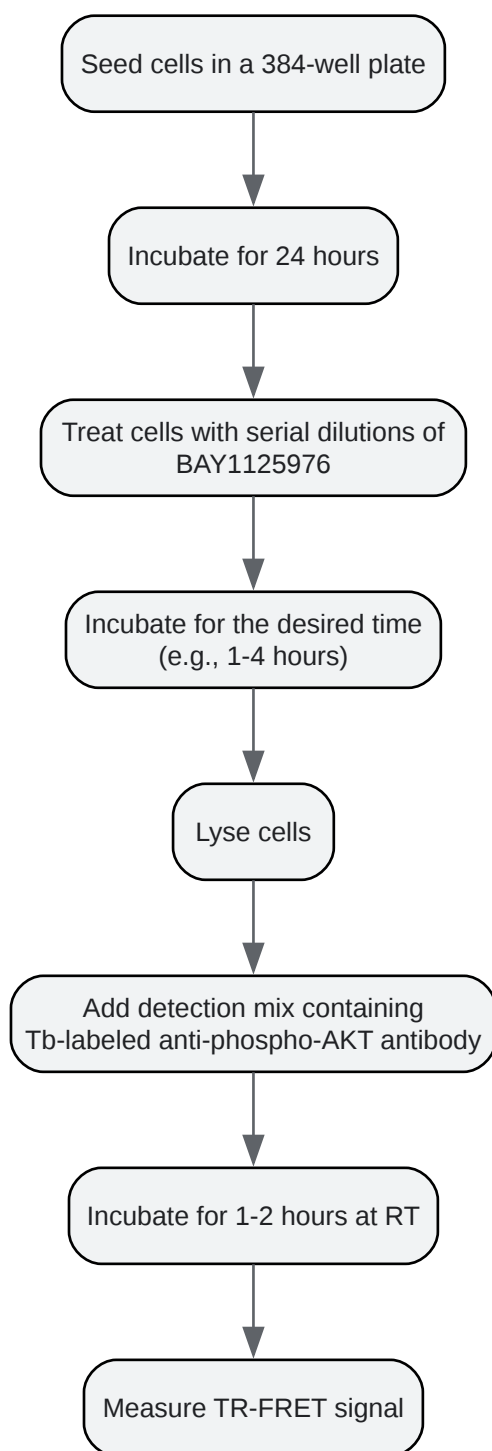 Seed cells in a 384-well plate
Incubate for 24 hours
Treat cells with serial dilutions of
BAY1125976
Incubate for the desired time
(e.g., 1-4 hours)
Lyse cells
Add detection mix containing
Tb-labeled anti-phospho-AKT antibody
Incubate for 1-2 hours at RT
Measure TR-FRET signal